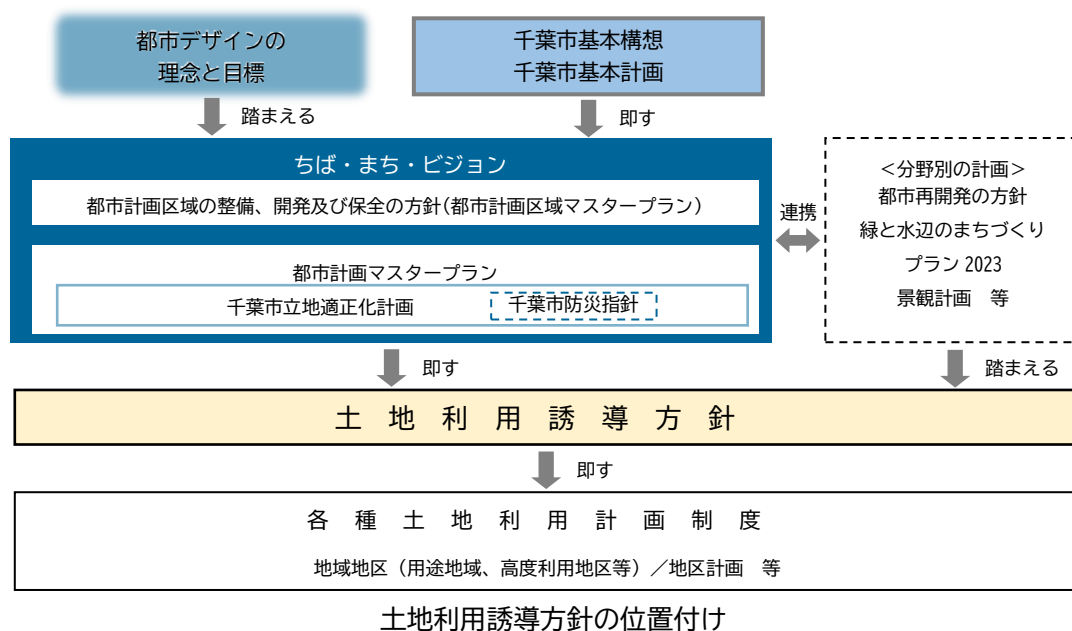 都市デザインの
理念と目標
千葉市基本構想
千葉市基本計画
踏まえる
即す
ちば・まち・ビジョン
都市計画区域の整備、開発及び保全の方針(都市計画区域マスタープラン)
都市計画マスタープラン
千葉市立地適正化計画
千葉市防災指針
連携
＜分野別の計画＞
都市再開発の方針
緑と水辺のまちづくり
プラン 2023
景観計画　等
即す
踏まえる
土地利用誘導方針
即す
各種土地利用計画制度
地域地区（用途地域、高度利用地区等）／地区計画　等
土地利用誘導方針の位置付け